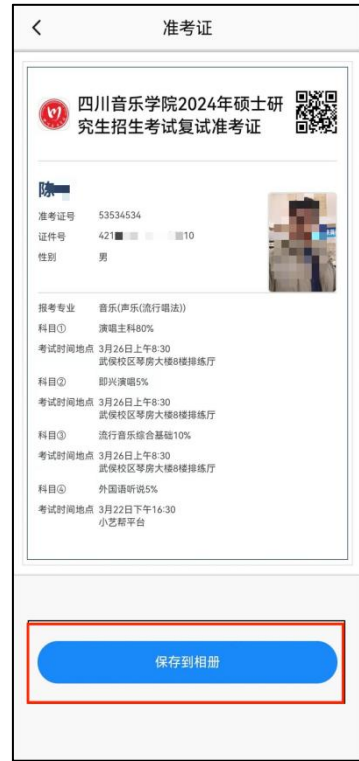 准考证
四川音乐学院2024年硕士研
究生招生考试复试准考证
陈
准考证号 53534534
证件号 421 10
性别 男
报考专业 音乐(声乐(流行唱法))
科目① 演唱主科80%
考试时间地点 3月26日上午8:30
武侯校区琴房大楼8楼排练厅
科目② 即兴演唱5%
考试时间地点 3月26日上午8:30
武侯校区琴房大楼8楼排练厅
科目③ 流行音乐综合基础10%
考试时间地点 3月26日上午8:30
武侯校区琴房大楼8楼排练厅
科目④ 外国语听说5%
考试时间地点 3月22日下午16:30
小艺帮平台
保存到相册